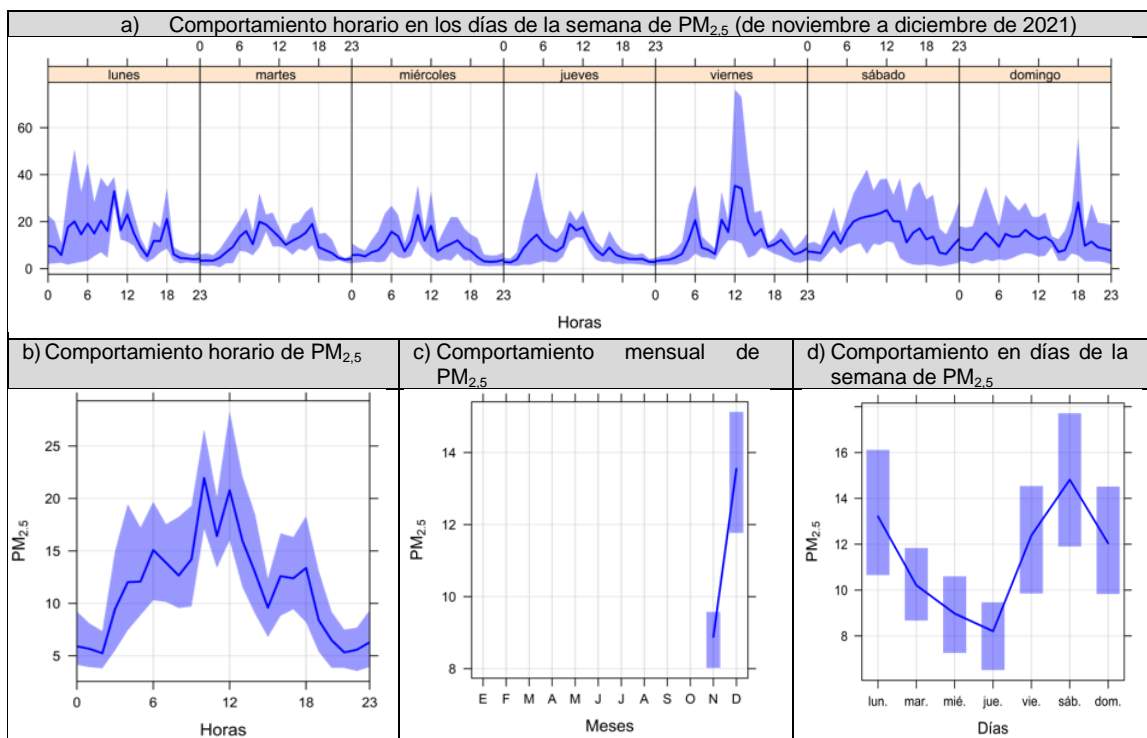 a) Comportamiento horario en los días de la semana de PM2,5 (de noviembre a diciembre de 2021)
0 6 12 18 23 0 6 12 18 23 0 6 12 18 23
lunes martes miércoles jueves viernes sábado domingo
60
40
20
0
0 6 12 18 23 0 6 12 18 23 0 6 12 18 23 0 6 12 18 23
Horas
b) Comportamiento horario de PM2,5
25
20
15
10
5
PM2.5
0 6 12 18 23
Horas
c) Comportamiento mensual de
PM2,5
14
12
10
8
PM2.5
E F M A M J J A S O N D
Meses
d) Comportamiento en días de la
semana de PM2,5
16
14
12
10
8
PM2.5
lun. mar. mié. jue. vie. sáb. dom.
Días